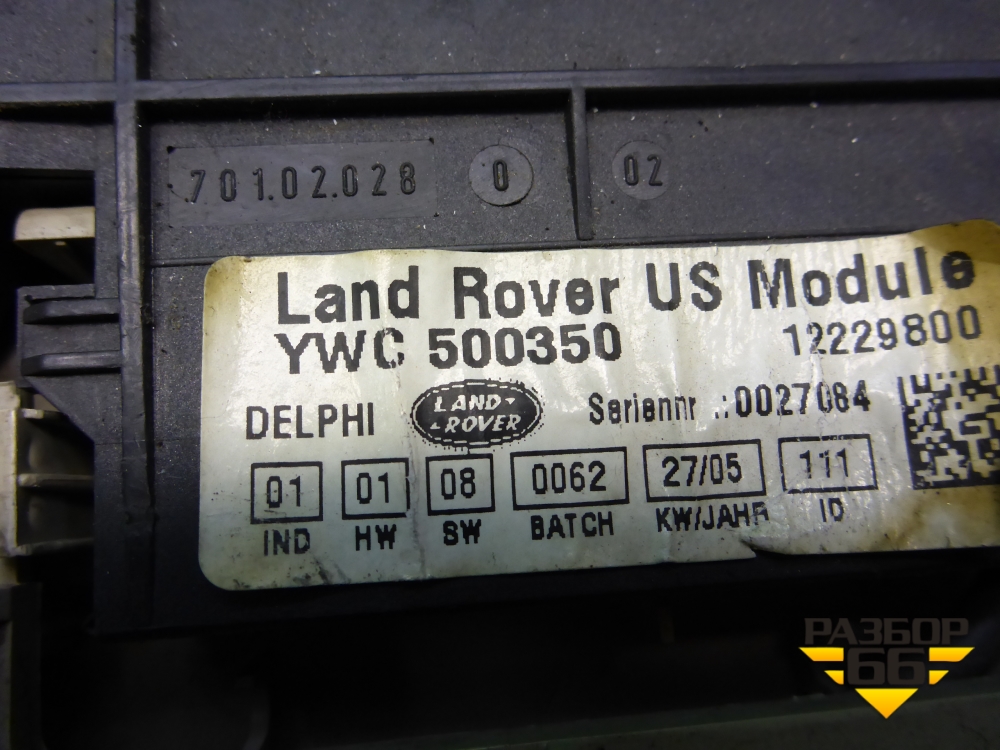 701.02.028 0 02
Land Rover US Module
YWC 500350 12229800
DELPHI LAND-
-ROVER Seriennr .:0027084
01 01 08 0062 27/05 111
IND HW SW BATCH KW/JAHR ID
РАЗБОР
66